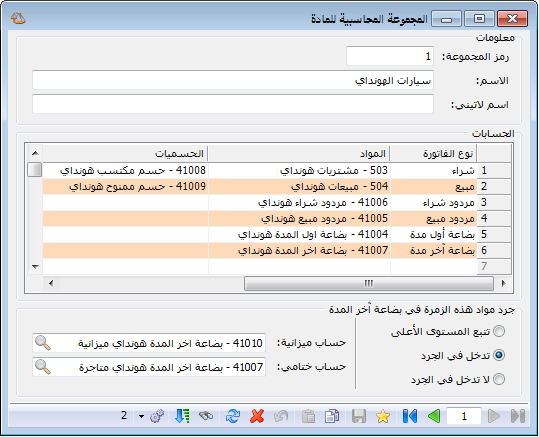 المجموعة المحاسبية للمادة
معلومات
رمز المجموعة: 1
الاسم: سيارات الهونداي
اسم لاتيني:
الحسابات
نوع الفاتورة المواد الحسميات
1 شراء 503 - مشتريات هونداي 41008 - حسم مكتسب هونداي
2 مبيع 504 - مبيعات هونداي 41009 - حسم ممنوح هونداي
3 مردود شراء 41006 - مردود شراء هونداي
4 مردود مبيع 41005 - مردود مبيع هونداي
5 بضاعة أول مدة 41004 - بضاعة اول المدة هونداي
6 بضاعة آخر مدة 41007 - بضاعة اخر المدة هونداي
7
جرد مواد هذه الزمرة في بضاعة آخر المدة
تتبع المستوى الأعلى
تدخل في الجرد
لا تدخل في الجرد
حساب ميزانية: 41010 - بضاعة اخر المدة هونداي ميزانية
حساب ختامي: 41007 - بضاعة اخر المدة هونداي متاجرة
1
2